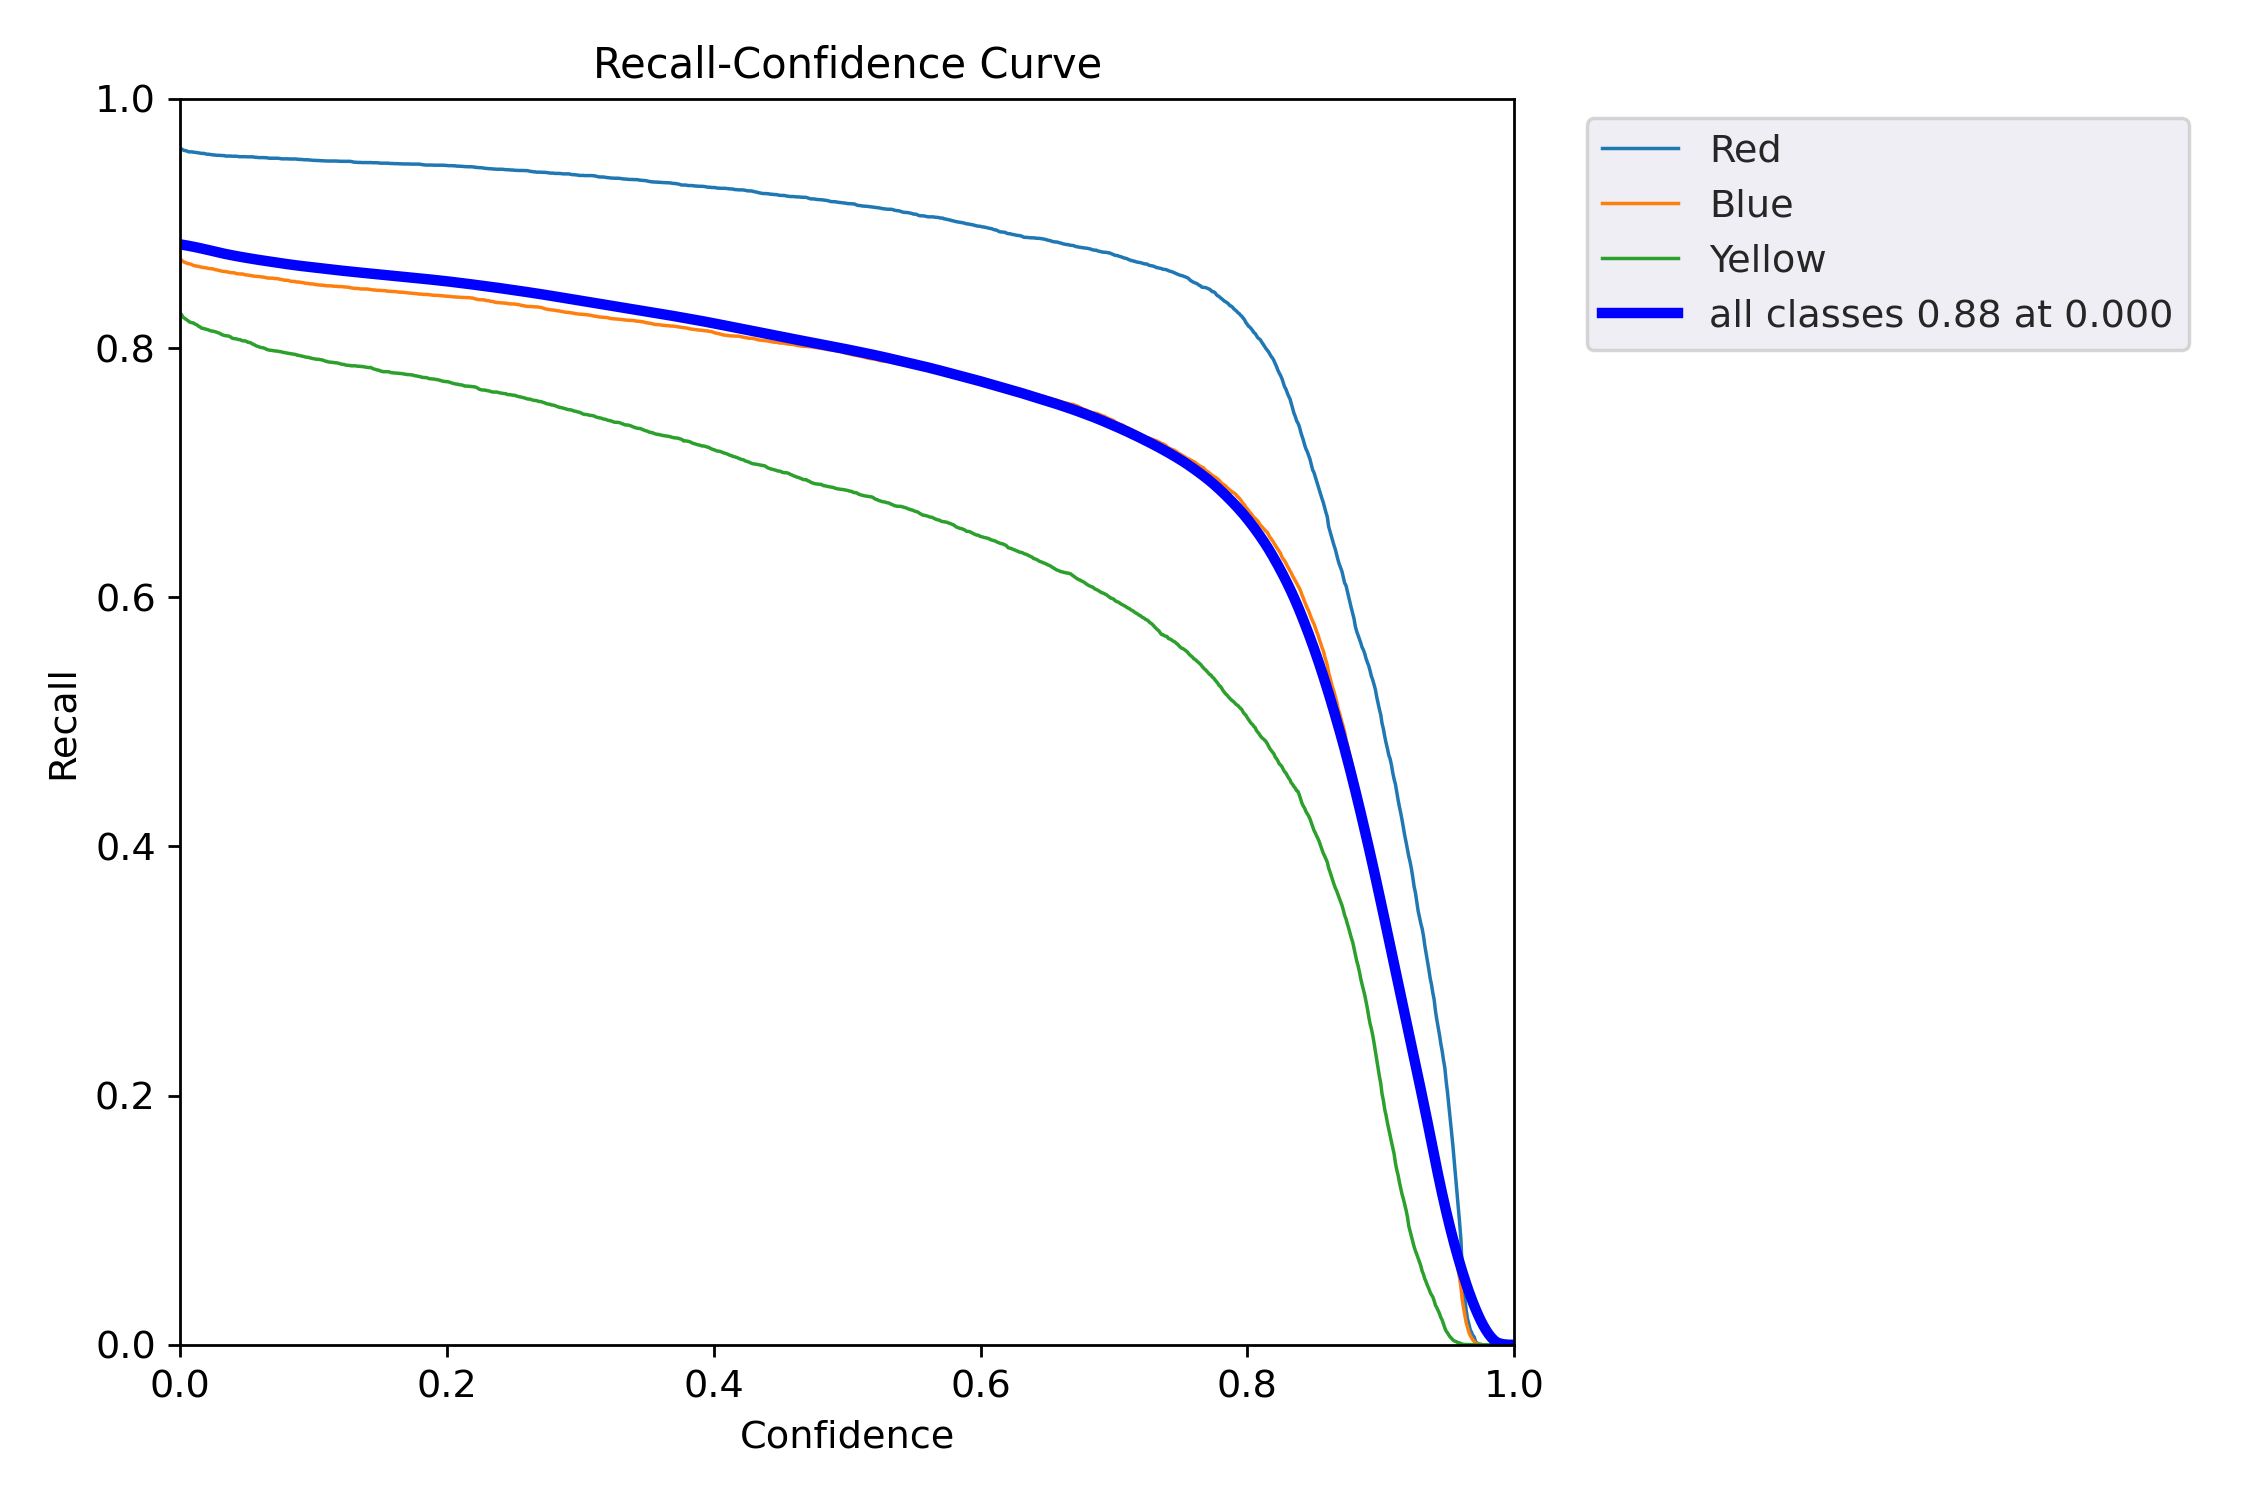 Recall-Confidence Curve
1.0
0.8
0.6
0.4
0.2
0.0
Recall
0.0 0.2 0.4 0.6 0.8 1.0
Confidence
Red
Blue
Yellow
all classes 0.88 at 0.000